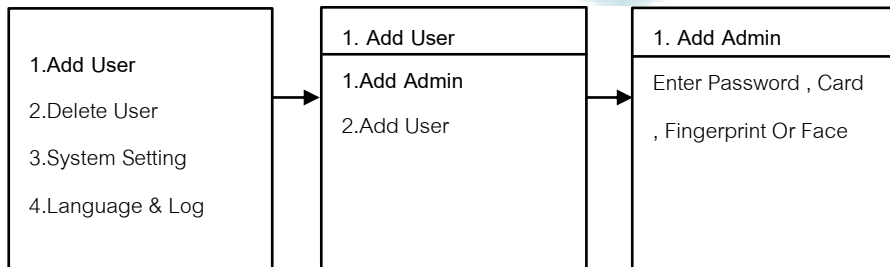 1.Add User
2.Delete User
3.System Setting
4.Language & Log
1. Add User
1.Add Admin
2.Add User
1. Add Admin
Enter Password , Card
, Fingerprint Or Face